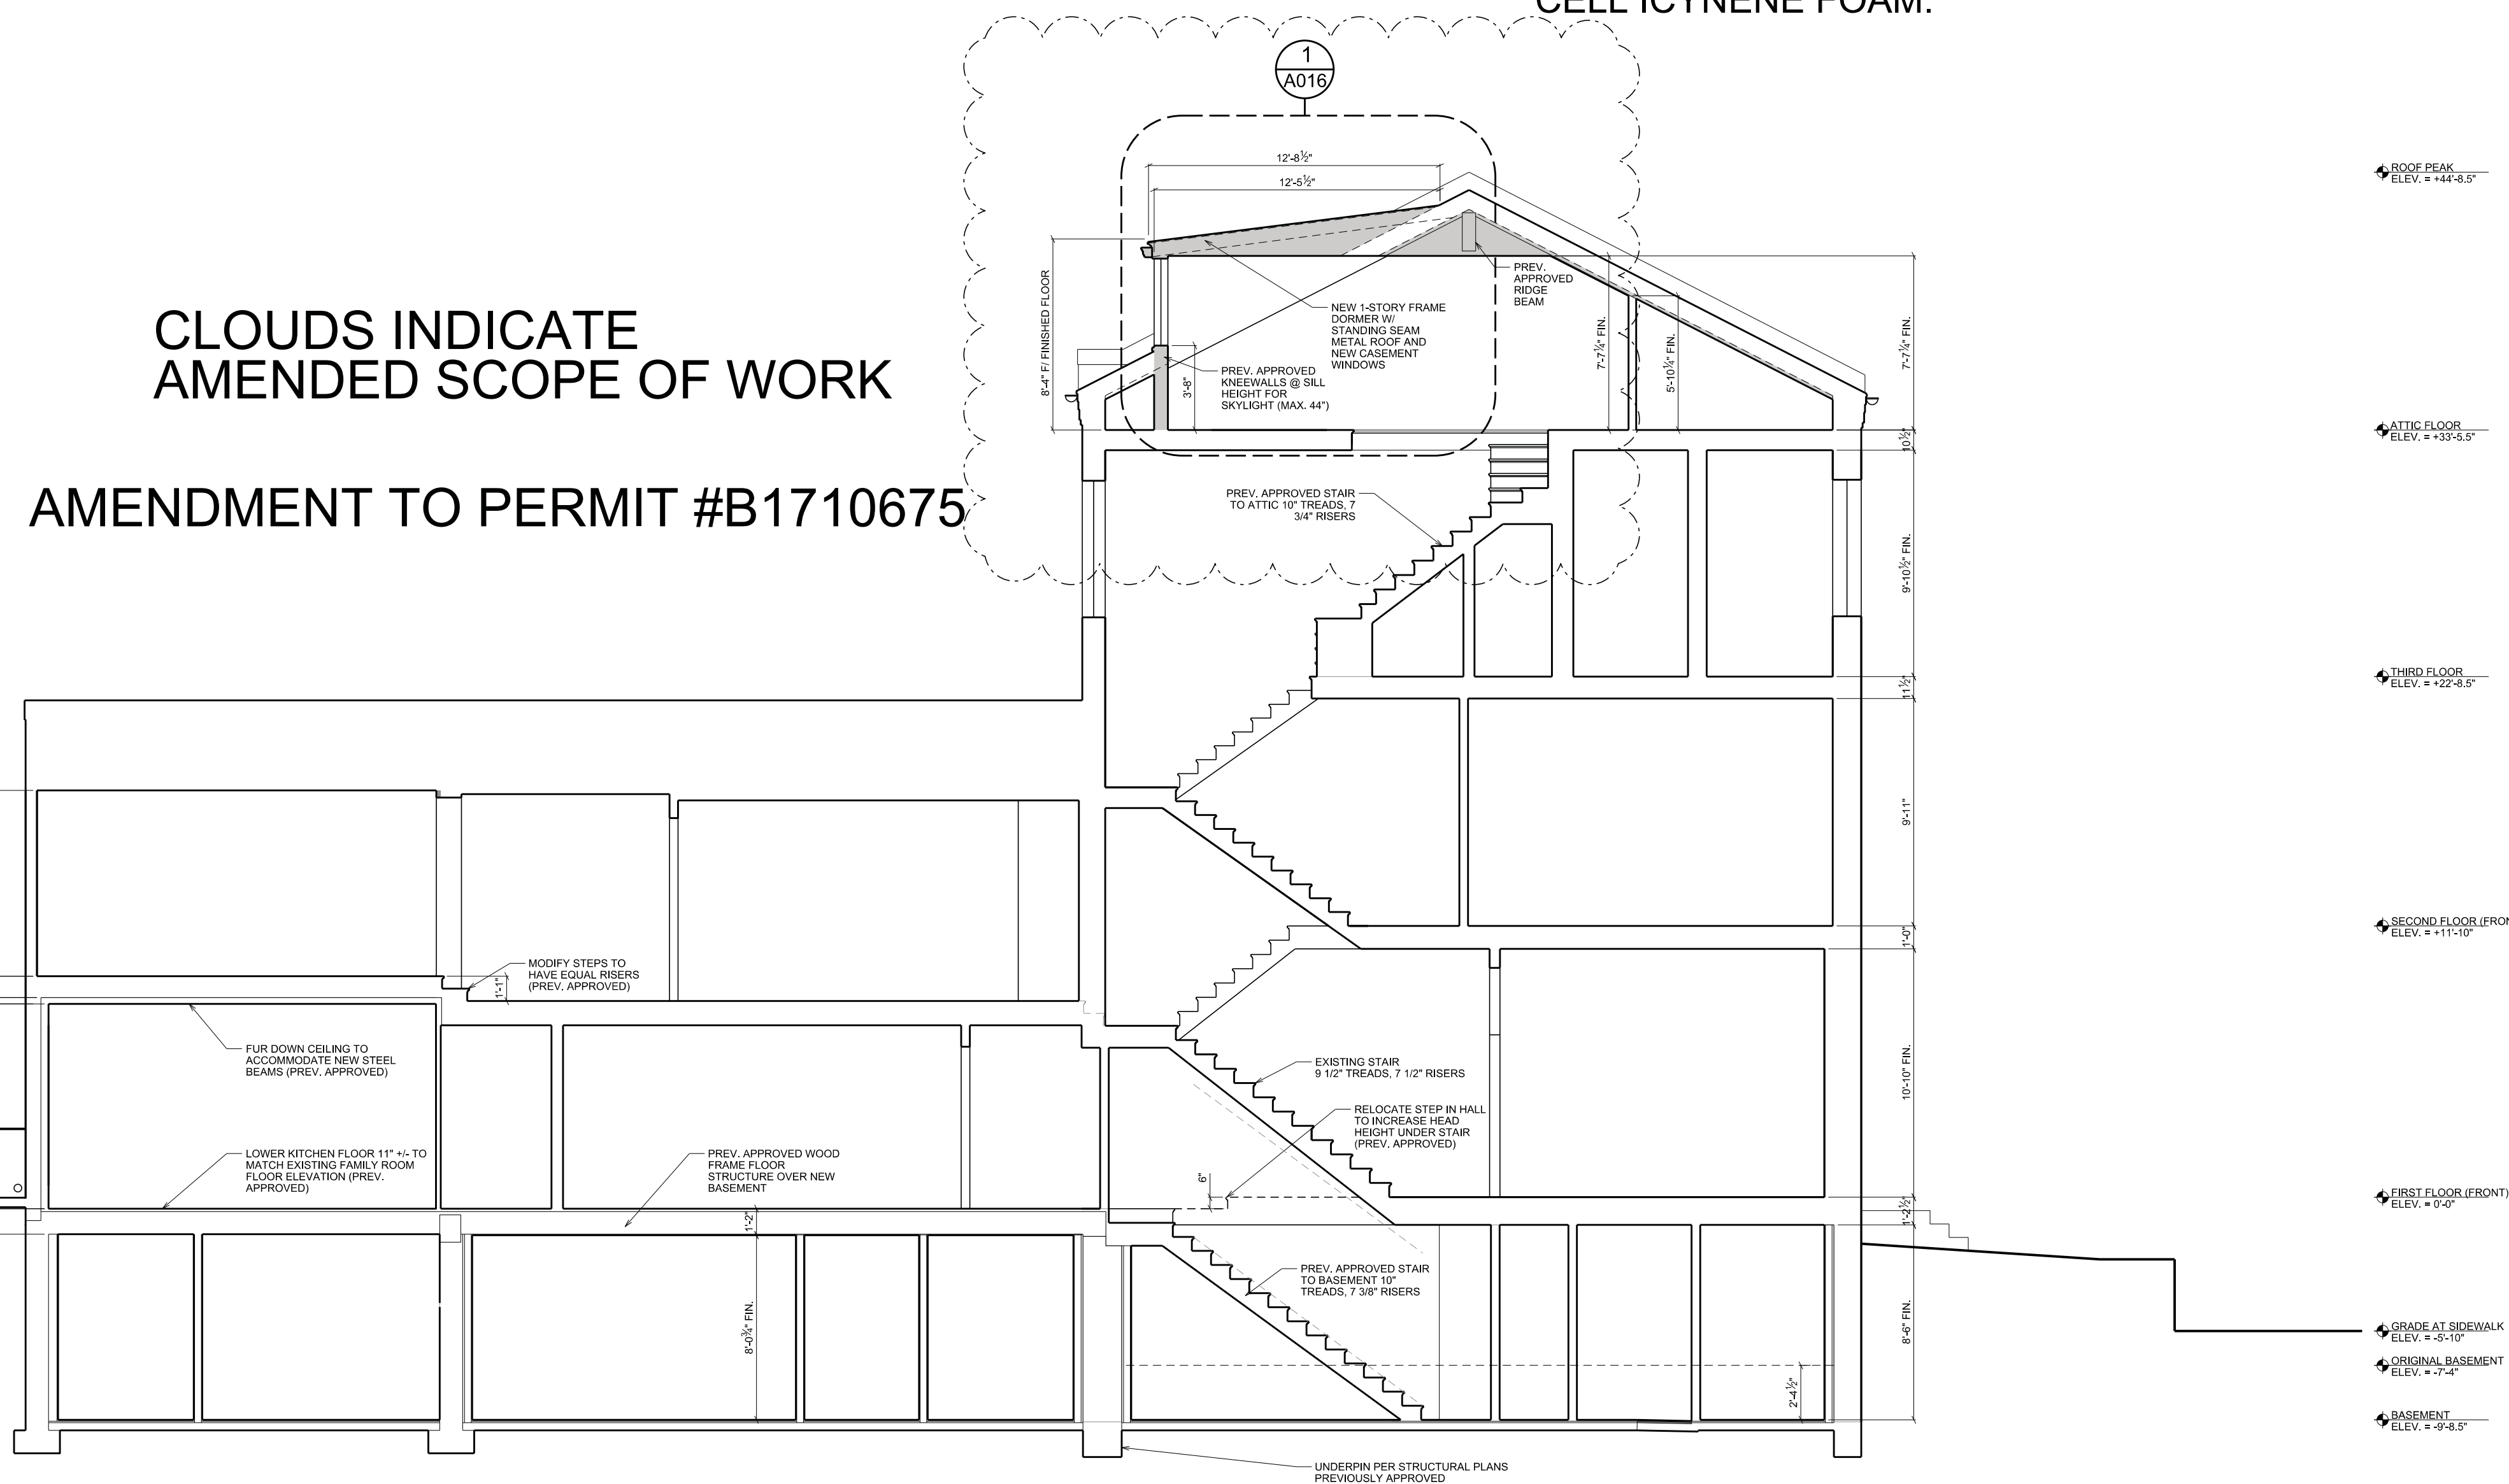 CELL ICYNENE FOAM.
1
A016
12'-8½"
12'-5½"
ROOF PEAK
ELEV. = +44'-8.5"
8'-4" F/ FINISHED FLOOR
PREV.
APPROVED
RIDGE
BEAM
NEW 1-STORY FRAME
DORMER W/
STANDING SEAM
METAL ROOF AND
NEW CASEMENT
WINDOWS
7'-7¼" FIN.
5'-10¼" FIN.
7'-7¼" FIN.
CLOUDS INDICATE
AMENDED SCOPE OF WORK
PREV. APPROVED
KNEEWALLS @ SILL
HEIGHT FOR
SKYLIGHT (MAX. 44")
3'-8"
ATTIC FLOOR
ELEV. = +33'-5.5"
10½"
AMENDMENT TO PERMIT #B1710675
PREV. APPROVED STAIR
TO ATTIC 10" TREADS, 7
3/4" RISERS
9'-10½" FIN.
THIRD FLOOR
ELEV. = +22'-8.5"
11½"
9'-11"
SECOND FLOOR (FRON
ELEV. = +11'-10"
1'-0"
MODIFY STEPS TO
HAVE EQUAL RISERS
(PREV. APPROVED)
1'-1"
FUR DOWN CEILING TO
ACCOMMODATE NEW STEEL
BEAMS (PREV. APPROVED)
EXISTING STAIR
9 1/2" TREADS, 7 1/2" RISERS
10'-10" FIN.
RELOCATE STEP IN HALL
TO INCREASE HEAD
HEIGHT UNDER STAIR
(PREV. APPROVED)
LOWER KITCHEN FLOOR 11" +/- TO
MATCH EXISTING FAMILY ROOM
FLOOR ELEVATION (PREV.
APPROVED)
PREV. APPROVED WOOD
FRAME FLOOR
STRUCTURE OVER NEW
BASEMENT
6"
FIRST FLOOR (FRONT)
ELEV. = 0'-0"
1'-2"
1'-2½"
PREV. APPROVED STAIR
TO BASEMENT 10"
TREADS, 7 3/8" RISERS
8'-0¾" FIN.
8'-6" FIN.
GRADE AT SIDEWALK
ELEV. = -5'-10"
ORIGINAL BASEMENT
ELEV. = -7'-4"
2'-4½"
BASEMENT
ELEV. = -9'-8.5"
UNDERPIN PER STRUCTURAL PLANS
PREVIOUSLY APPROVED